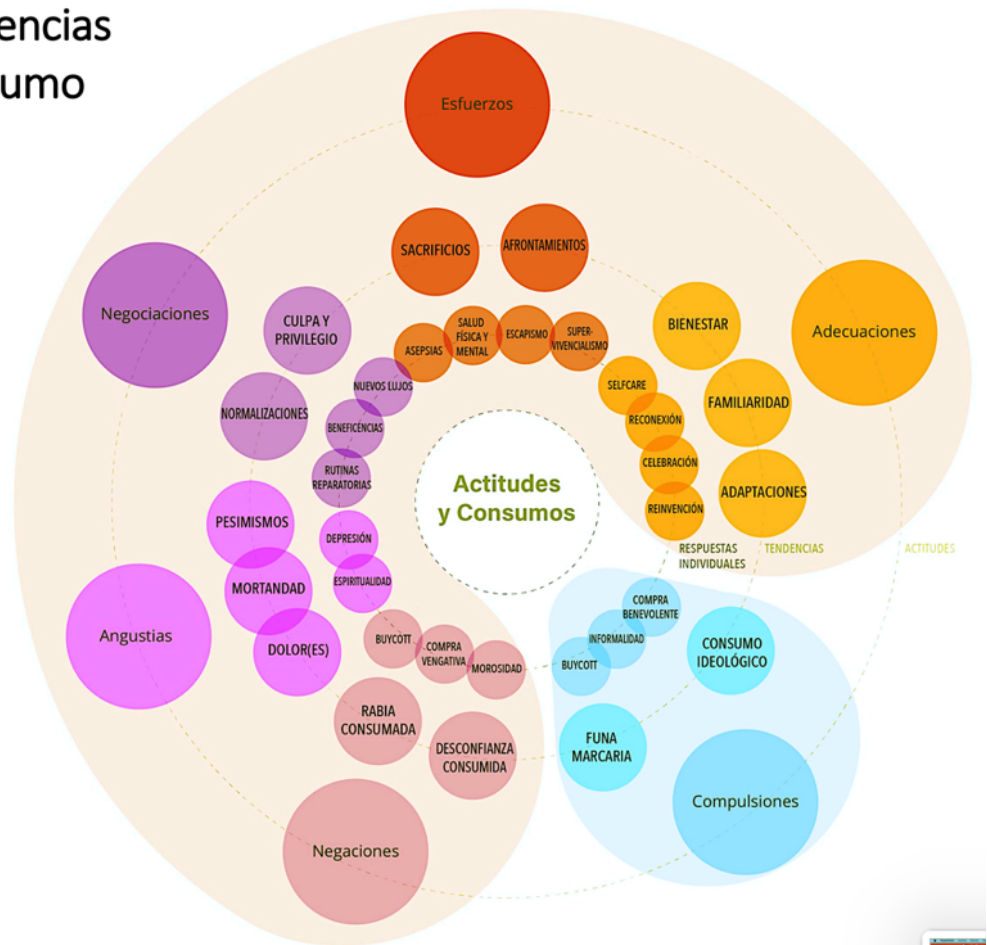 encias
sumo
Esfuerzos
SACRIFICIOS
AFRONTAMIENTOS
ASEPSIAS
SALUD
FÍSICA Y
MENTAL
ESCAPISMO
SUPER-
VIVENCIALISMO
Negociaciones
CULPA Y
PRIVILEGIO
NORMALIZACIONES
NUEVOS LUJOS
BENEFICENCIAS
RUTINAS
REPARATORIAS
Adecuaciones
BIENESTAR
FAMILIARIDAD
ADAPTACIONES
SELFCARE
RECONEXIÓN
CELEBRACIÓN
REINVENCIÓN
Actitudes
y Consumos
RESPUESTAS
INDIVIDUALES
TENDENCIAS
ACTITUDES
Angustias
PESIMISMOS
MORTANDAD
DOLOR(ES)
DEPRESIÓN
ESPIRITUALIDAD
BUYCOTT
COMPRA
VENGATIVA
MOROSIDAD
RABIA
CONSUMADA
DESCONFIANZA
CONSUMIDA
Negaciones
COMPRA
BENEVOLENTE
INFORMALIDAD
BUYCOTT
CONSUMO
IDEOLÓGICO
FUNA
MARCARIA
Compulsiones